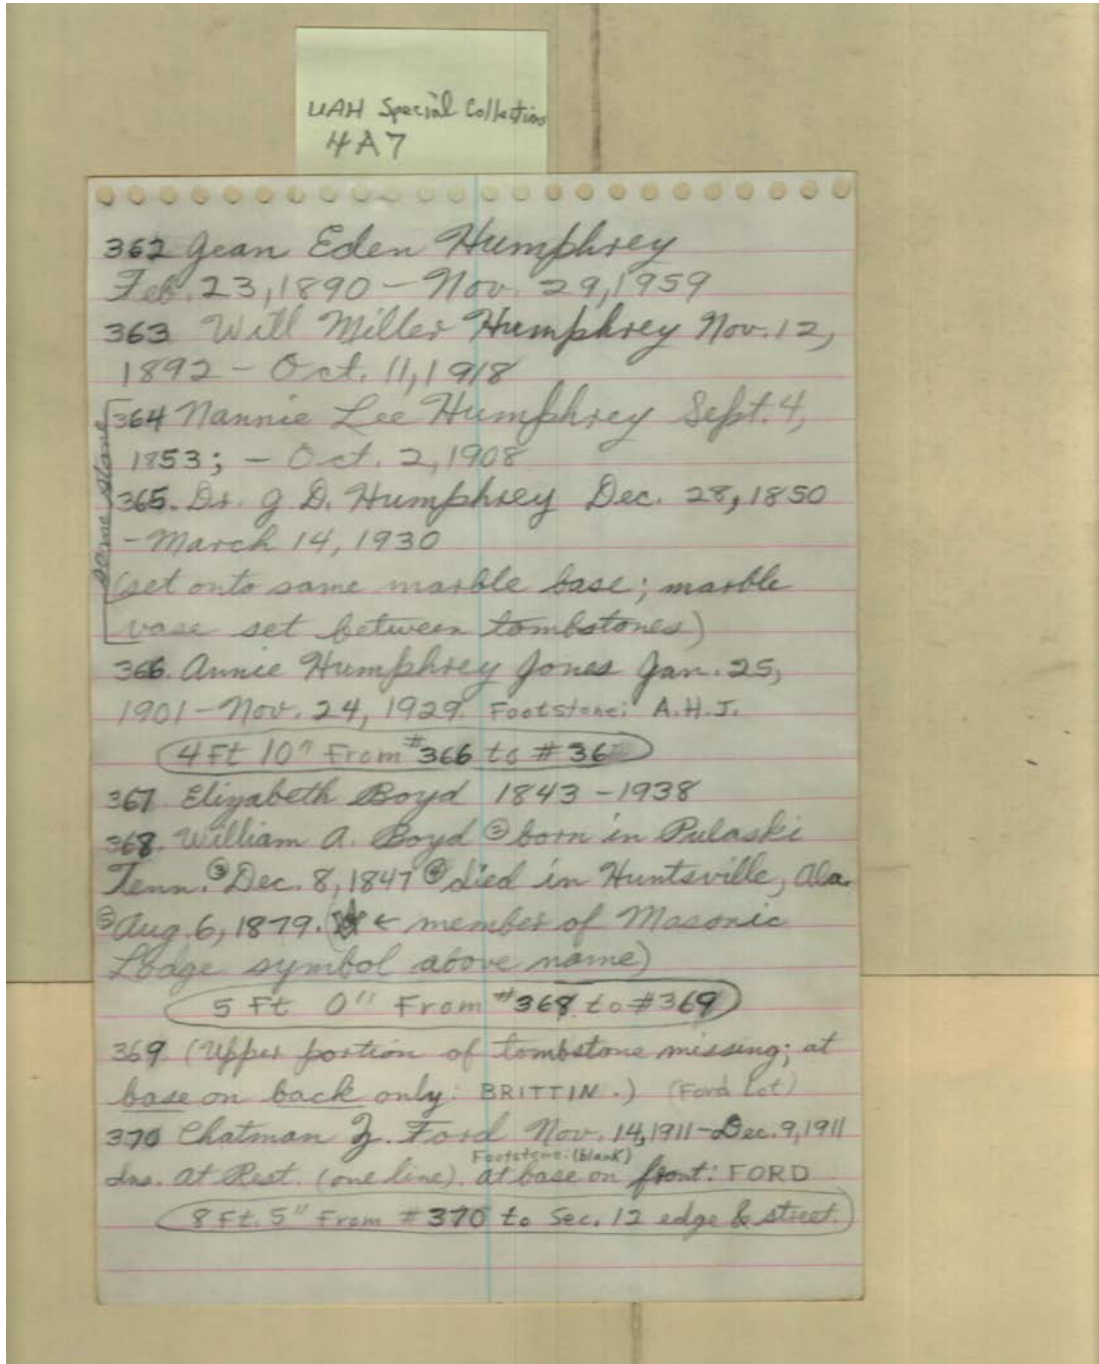 UAH Special Collections
4A7
362 Jean Eden Humphrey
Feb. 23, 1890 – Nov. 29, 1959
363 Will Miller Humphrey Nov. 12,
1892 – Oct. 11, 1918
same stone
364 Nannie Lee Humphrey Sept. 4,
1853; – Oct. 2, 1908
365. Dr. G D. Humphrey Dec. 28, 1850
– March 14, 1930
(set onto same marble base; marble
vase set between tombstones)
366. Annie Humphrey Jones Jan. 25,
1901 – Nov. 24, 1929. Footstone: A.H.J.
4 Ft 10" From #366 to #36
367 Elizabeth Boyd 1843 – 1938
368. William A. Boyd ② born in Pulaski
Tenn. ③ Dec. 8, 1847 ④ died in Huntsville, Ala.
⑤ Aug. 6, 1879. (☆ ← member of Masonic
Lodge symbol above name)
5 Ft 0" From #368 to #369
369 (Upper portion of tombstone missing; at
base on back only: BRITTIN.) (Ford Lot)
370 Chatman Z. Ford Nov. 14, 1911 – Dec. 9, 1911
Footstone: (blank)
Ins. At Rest. (one line). At base on front: FORD
8 Ft. 5" From #370 to Sec. 12 edge & street.